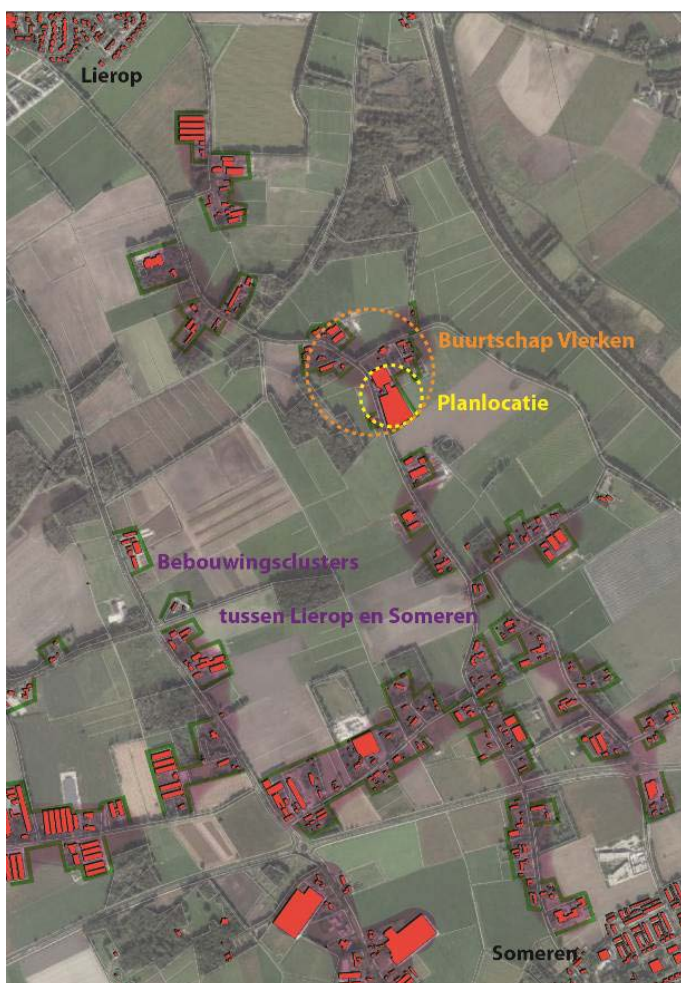 Lierop
Buurtschap Vlerken
Planlocatie
Bebouwingsclusters
tussen Lierop en Someren
Someren